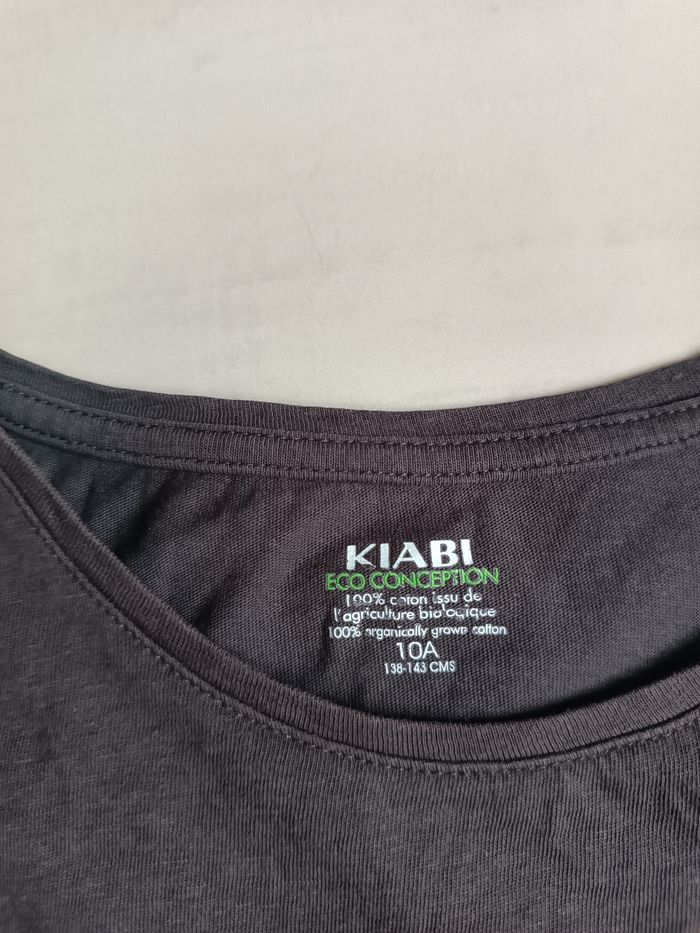 KIABI
ECO CONCEPTION
100% coton issu de
l'agriculture biologique
100% organically grown cotton
10A
138-143 CMS